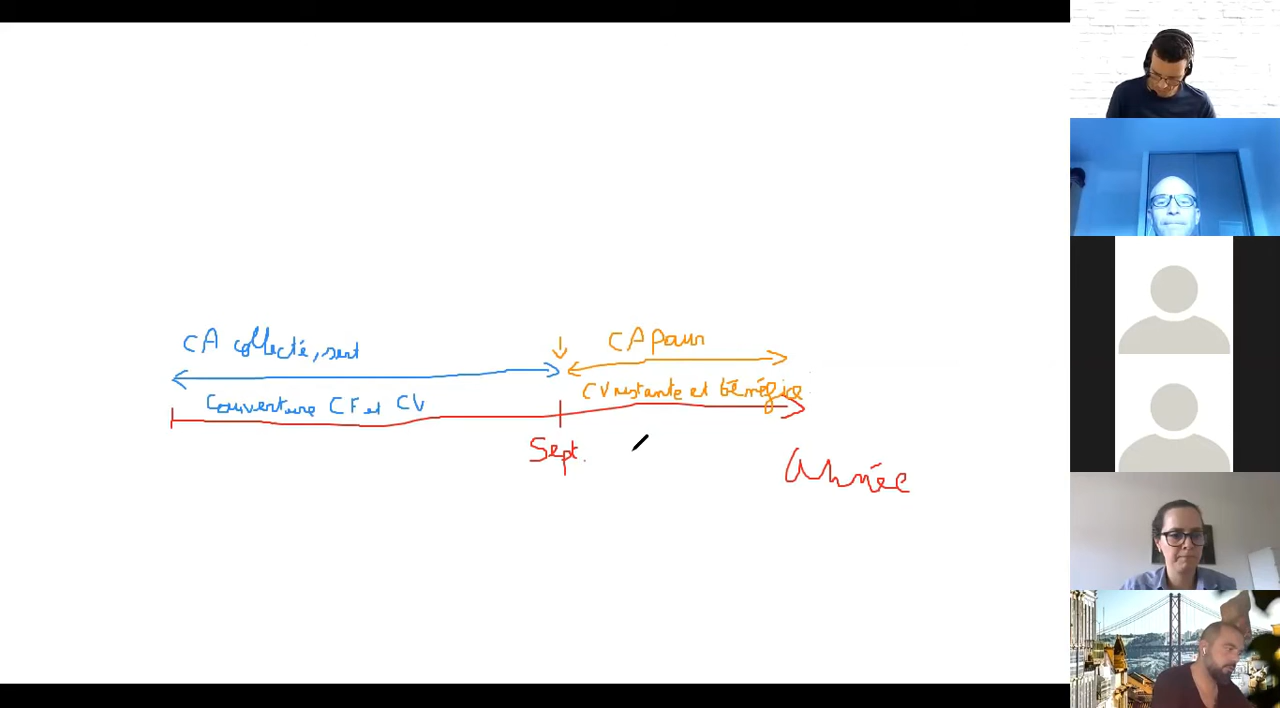 CA collecté, sert
Couverture CF et CV
CA pour
CV restante et bénéfice
Sept.
Année